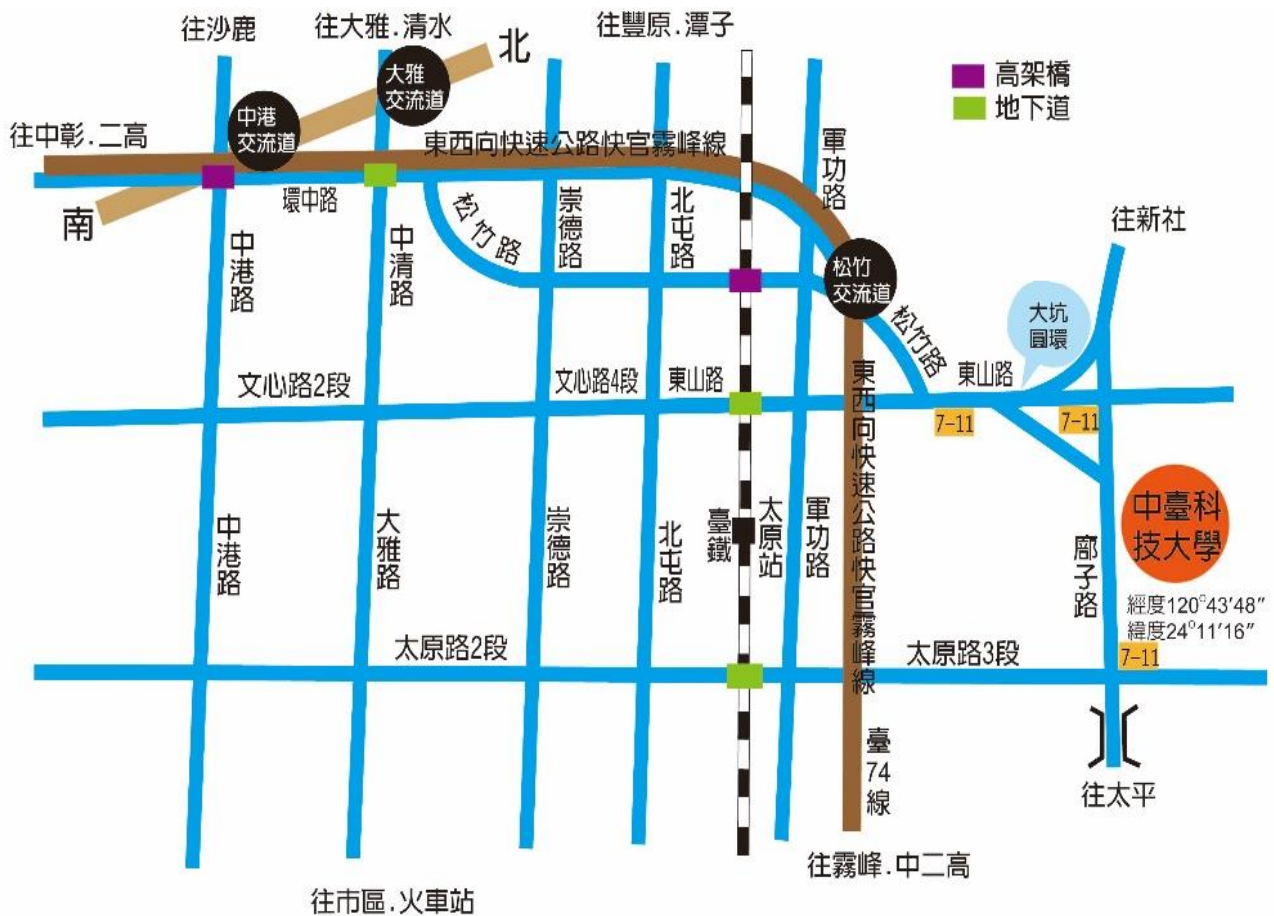 往沙鹿
往大雅.清水
北
往豐原.潭子
大雅
交流道
中港
交流道
高架橋
地下道
往中彰.二高
東西向快速公路快官霧峰線
軍功路
南
環中路
松竹路
崇德路
北屯路
往新社
中港路
中清路
松竹
交流道
松竹路
大坑
圓環
文心路2段
文心路4段
東山路
東山路
7-11
7-11
東西向快速公路快官霧峰線
中港路
大雅路
崇德路
北屯路
臺鐵
太原站
軍功路
中臺科
技大學
廍子路
經度120°43'48"
緯度24°11'16"
太原路2段
太原路3段
7-11
臺74線
往太平
往霧峰.中二高
往市區.火車站